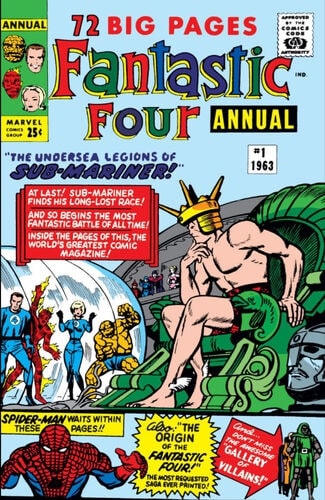 ANNUAL
72 BIG PAGES
APPROVED
BY THE
COMICS
CODE
AUTHORITY
Fantastic
Four
IND.
ANNUAL
MARVEL
COMICS
GROUP
25¢
#1
1963
"THE UNDERSEA LEGIONS OF
SUB-MARINER!"
AT LAST! SUB-MARINER
FINDS HIS LONG-LOST RACE!
AND SO BEGINS THE MOST
FANTASTIC BATTLE OF ALL TIME!
INSIDE THE PAGES OF THIS, THE
WORLD'S GREATEST COMIC
MAGAZINE!
SPIDER-MAN WAITS WITHIN
THESE PAGES!!
Also: "THE
ORIGIN
OF THE
FANTASTIC
FOUR!"
THE MOST REQUESTED
SAGA EVER PRINTED!
And...
DON'T MISS
THE AWESOME
"GALLERY
OF
VILLAINS!"